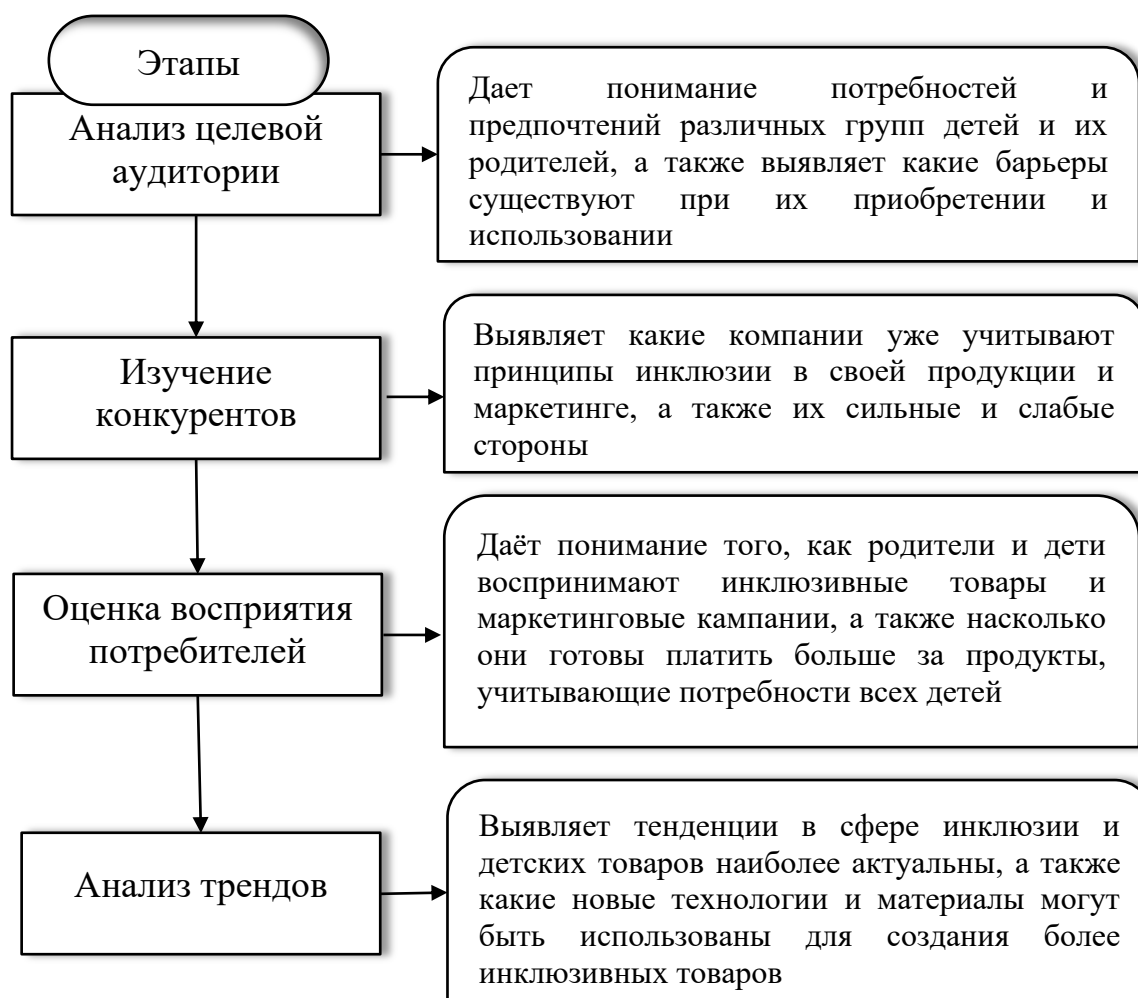 Этапы
Анализ целевой
аудитории
Дает понимание потребностей и
предпочтений различных групп детей и их
родителей, а также выявляет какие барьеры
существуют при их приобретении и
использовании
Изучение
конкурентов
Выявляет какие компании уже учитывают
принципы инклюзии в своей продукции и
маркетинге, а также их сильные и слабые
стороны
Оценка восприятия
потребителей
Даёт понимание того, как родители и дети
воспринимают инклюзивные товары и
маркетинговые кампании, а также насколько
они готовы платить больше за продукты,
учитывающие потребности всех детей
Анализ трендов
Выявляет тенденции в сфере инклюзии и
детских товаров наиболее актуальны, а также
какие новые технологии и материалы могут
быть использованы для создания более
инклюзивных товаров